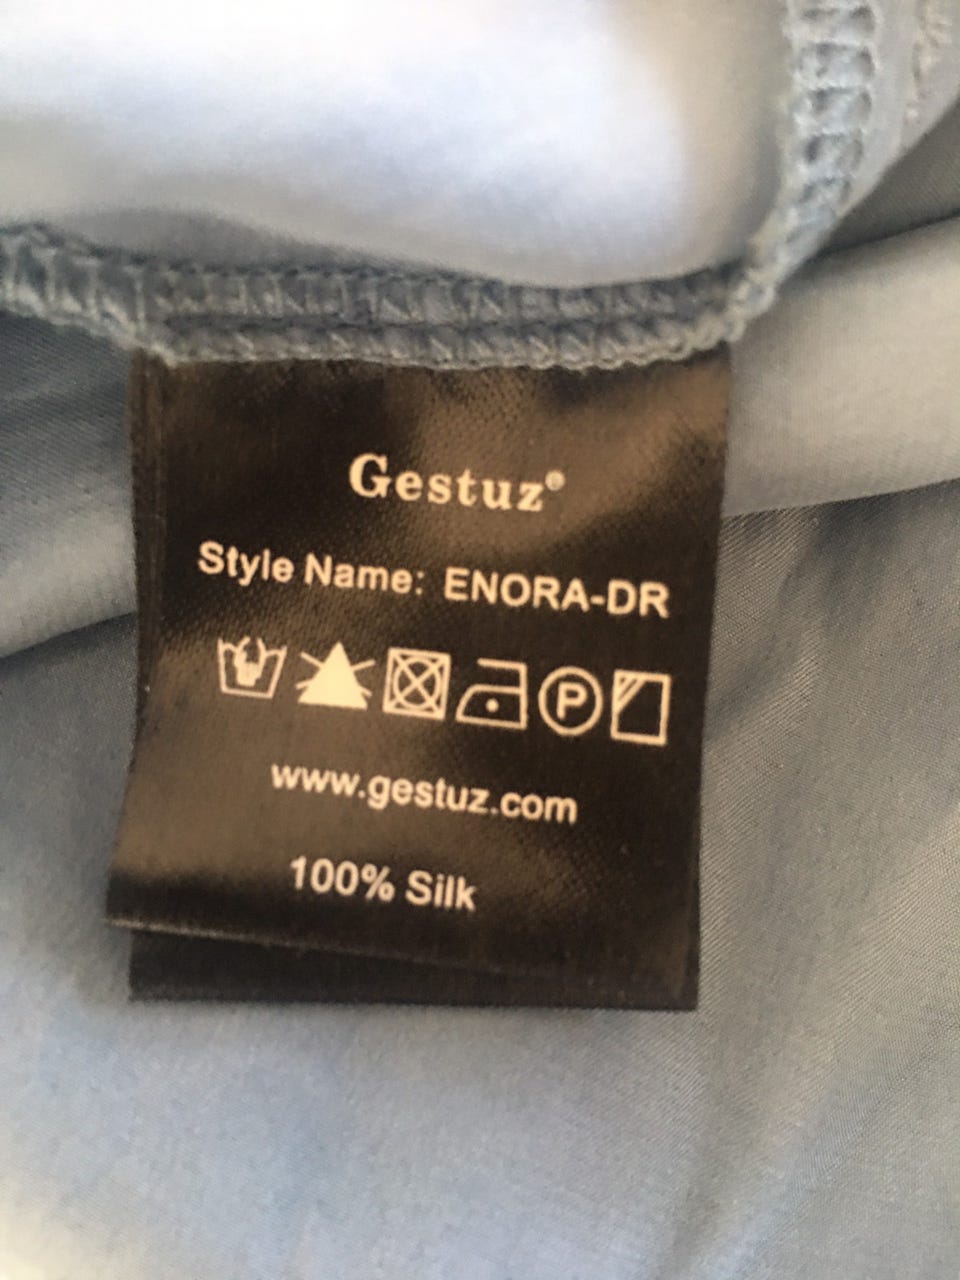 Gestuz®
Style Name: ENORA-DR
P
www.gestuz.com
100% Silk